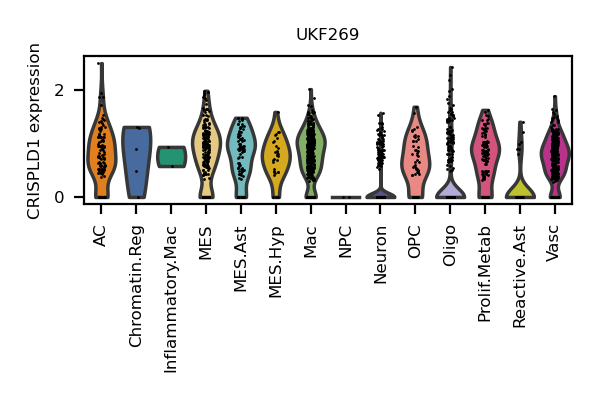 UKF269
CRISPLD1 expression
2
0
AC
Chromatin.Reg
Inflammatory.Mac
MES
MES.Ast
MES.Hyp
Mac
NPC
Neuron
OPC
Oligo
Prolif.Metab
Reactive.Ast
Vasc